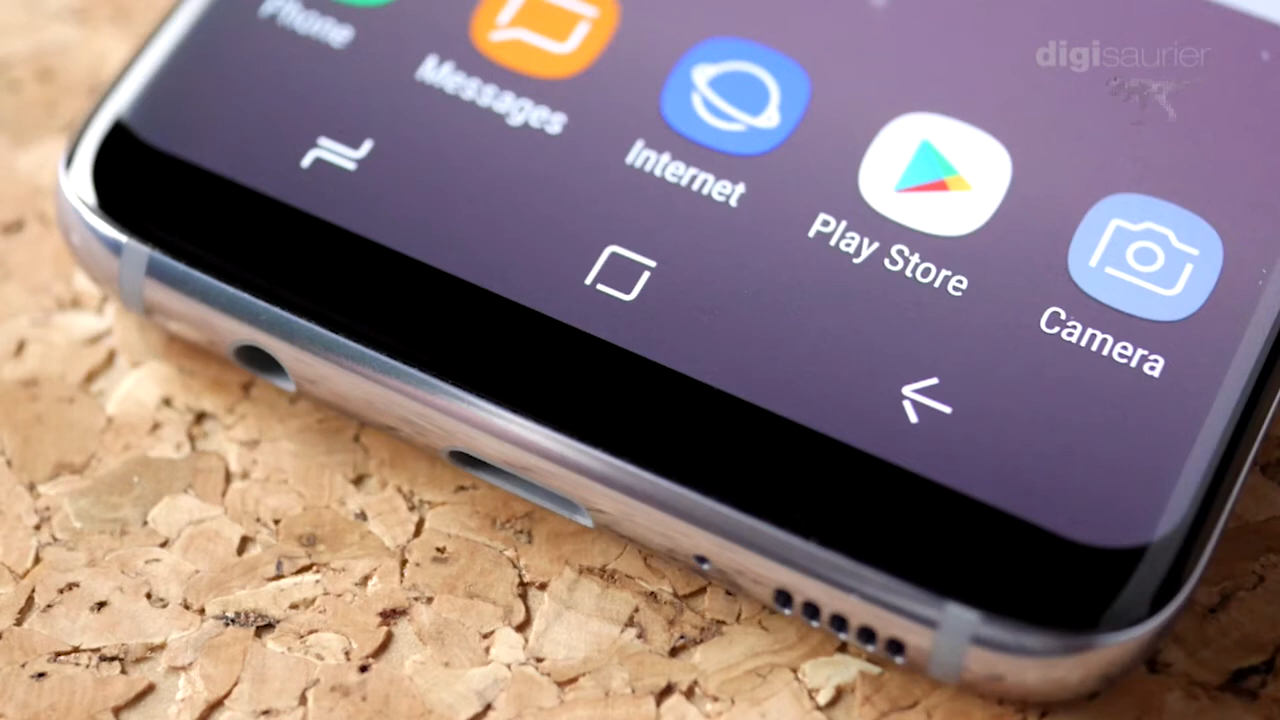 digisaurier
Phone
Messages
Internet
Play Store
Camera